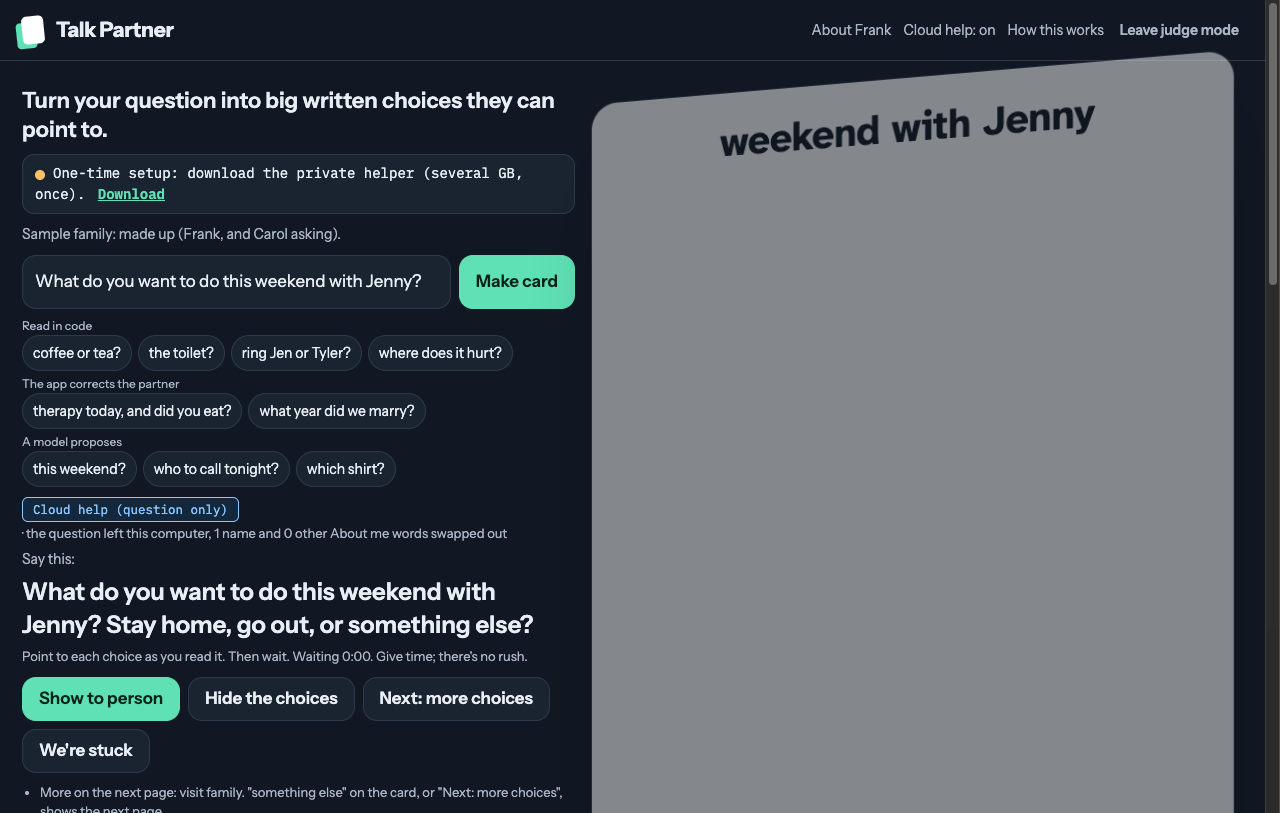 Talk Partner
About Frank
Cloud help: on
How this works
Leave judge mode
Turn your question into big written choices they can
point to.
One-time setup: download the private helper (several GB,
once). Download
Sample family: made up (Frank, and Carol asking).
What do you want to do this weekend with Jenny?
Make card
Read in code
coffee or tea?
the toilet?
ring Jen or Tyler?
where does it hurt?
The app corrects the partner
therapy today, and did you eat?
what year did we marry?
A model proposes
this weekend?
who to call tonight?
which shirt?
Cloud help (question only)
· the question left this computer, 1 name and 0 other About me words swapped out
Say this:
What do you want to do this weekend with
Jenny? Stay home, go out, or something else?
Point to each choice as you read it. Then wait. Waiting 0:00. Give time; there's no rush.
Show to person
Hide the choices
Next: more choices
We're stuck
• More on the next page: visit family. "something else" on the card, or "Next: more choices",
shows the next page.
weekend with Jenny